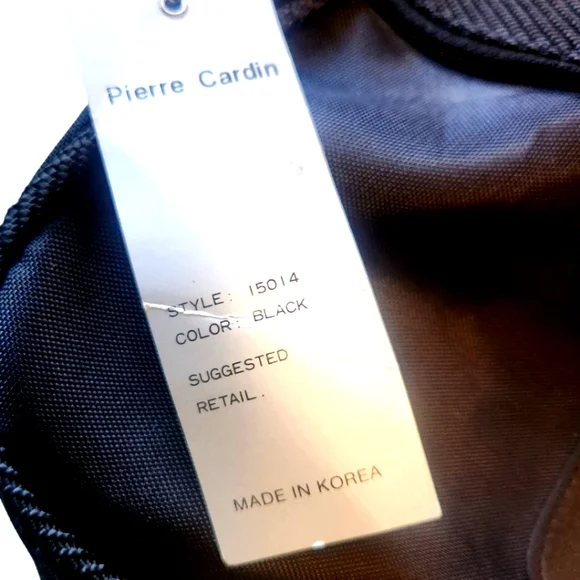 Pierre Cardin
STYLE: 15014
COLOR: BLACK
SUGGESTED
RETAIL.
MADE IN KOREA